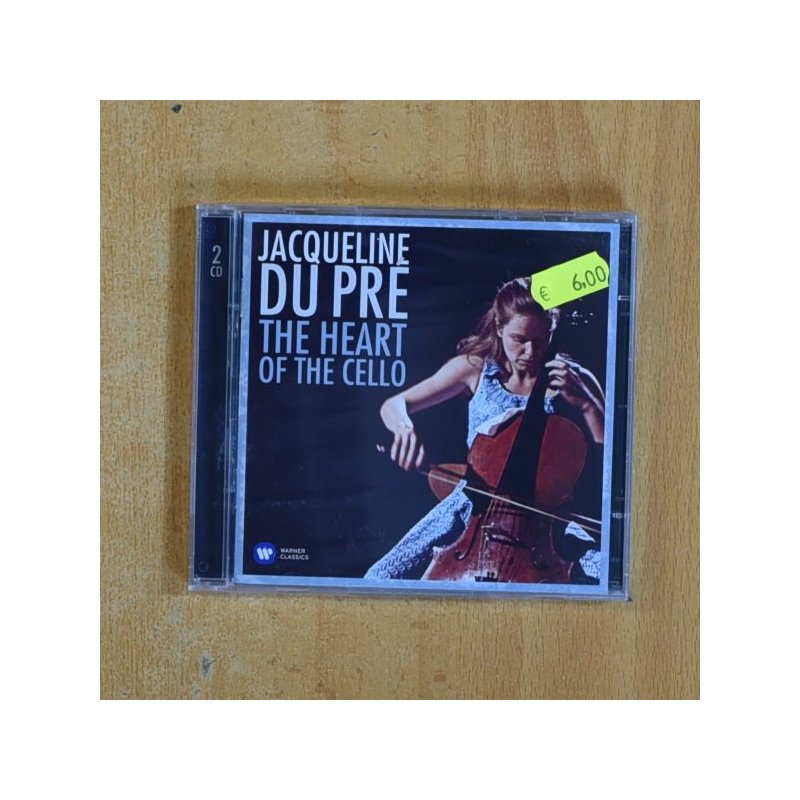 2
CD
JACQUELINE
DU PRÉ
THE HEART
OF THE CELLO
€ 6,00
WARNER
CLASSICS